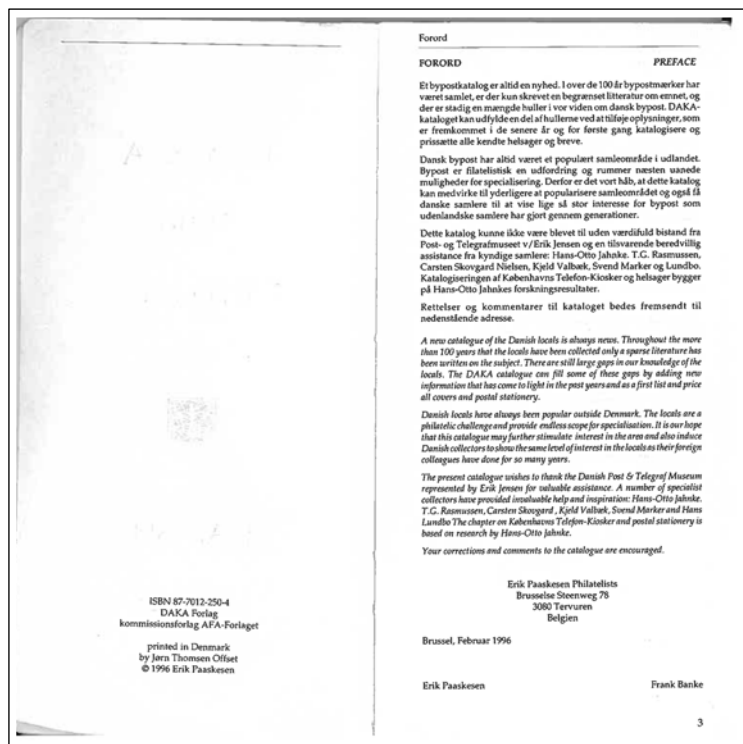 ISBN 87-7012-250-4
DAKA Forlag
kommissionsforlag AFA-Forlaget
printed in Denmark
by Jørn Thomsen Offset
© 1996 Erik Paaskesen
Forord
FORORD PREFACE
Et bypostkatalog er altid en nyhed. I over de 100 år bypostmærker har
været samlet, er der kun skrevet en begrænset litteratur om emnet, og
der er stadig en mængde huller i vor viden om dansk bypost. DAKA-
kataloget kan udfylde en del af hullerne ved at tilføje oplysninger, som
er fremkommet i de senere år og for første gang katalogisere og
prissætte alle kendte helsager og breve.
Dansk bypost har altid været et populært samleområde i udlandet.
Bypost er filatelistisk en udfordring og rummer næsten uanede
muligheder for specialisering. Derfor er det vort håb, at dette katalog
kan medvirke til yderligere at popularisere samleområdet og også få
danske samlere til at vise lige så stor interesse for bypost som
udenlandske samlere har gjort gennem generationer.
Dette katalog kunne ikke være blevet til uden værdifuld bistand fra
Post- og Telegrafmuseet v/Erik Jensen og en tilsvarende beredvillig
assistance fra kyndige samlere: Hans-Otto Jahnke. T.G. Rasmussen,
Carsten Skovgard Nielsen, Kjeld Valbæk, Svend Marker og Lundbo.
Katalogiseringen af Københavns Telefon-Kiosker og helsager bygger
på Hans-Otto Jahnkes forskningsresultater.
Rettelser og kommentarer til kataloget bedes fremsendt til
nedenstående adresse.
A new catalogue of the Danish locals is always news. Throughout the more
than 100 years that the locals have been collected only a sparse literature has
been written on the subject. There are still large gaps in our knowledge of the
locals. The DAKA catalogue can fill some of these gaps by adding new
information that has come to light in the past years and as a first list and price
all covers and postal stationery.
Danish locals have always been popular outside Denmark. The locals are a
philatelic challenge and provide endless scope for specialisation. It is our hope
that this catalogue may further stimulate interest in the area and also induce
Danish collectors to show the same level of interest in the locals as their foreign
colleagues have done for so many years.
The present catalogue wishes to thank the Danish Post & Telegraf Museum
represented by Erik Jensen for valuable assistance. A number of specialist
collectors have provided invaluable help and inspiration: Hans-Otto Jahnke.
T.G. Rasmussen, Carsten Skovgard , Kjeld Valbæk, Svend Marker and Hans
Lundbo The chapter on Københavns Telefon-Kiosker and postal stationery is
based on research by Hans-Otto Jahnke.
Your corrections and comments to the catalogue are encouraged.
Erik Paaskesen Philatelists
Brusselse Steenweg 78
3080 Tervuren
Belgien
Brussel, Februar 1996
Erik Paaskesen Frank Banke
3